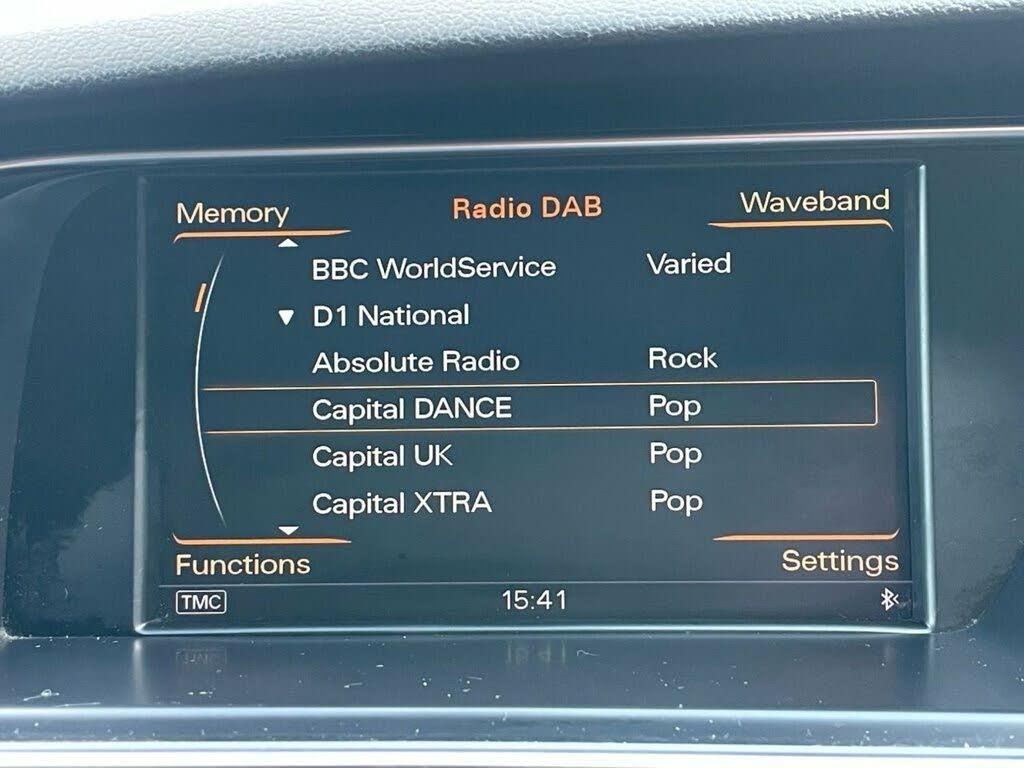 Memory Radio DAB Waveband
BBC WorldService Varied
D1 National
Absolute Radio Rock
Capital DANCE Pop
Capital UK Pop
Capital XTRA Pop
Functions Settings
TMC 15:41